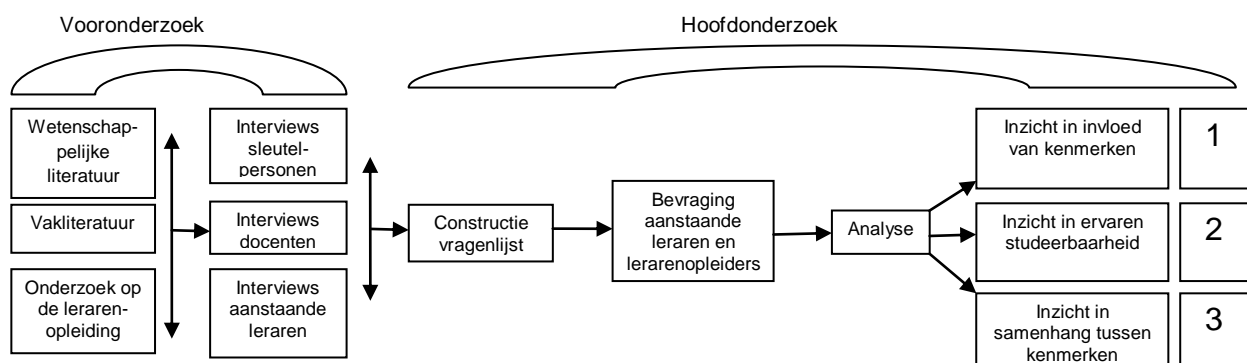 Vooronderzoek
Hoofdonderzoek
Wetenschap-
pelijke
literatuur
Vakliteratuur
Onderzoek op
de leraren-
opleiding
Interviews
sleutel-
personen
Interviews
docenten
Interviews
aanstaande
leraren
Constructie
vragenlijst
Bevraging
aanstaande
leraren en
lerarenopleiders
Analyse
Inzicht in invloed
van kenmerken
1
Inzicht in ervaren
studeerbaarheid
2
Inzicht in
samenhang tussen
kenmerken
3